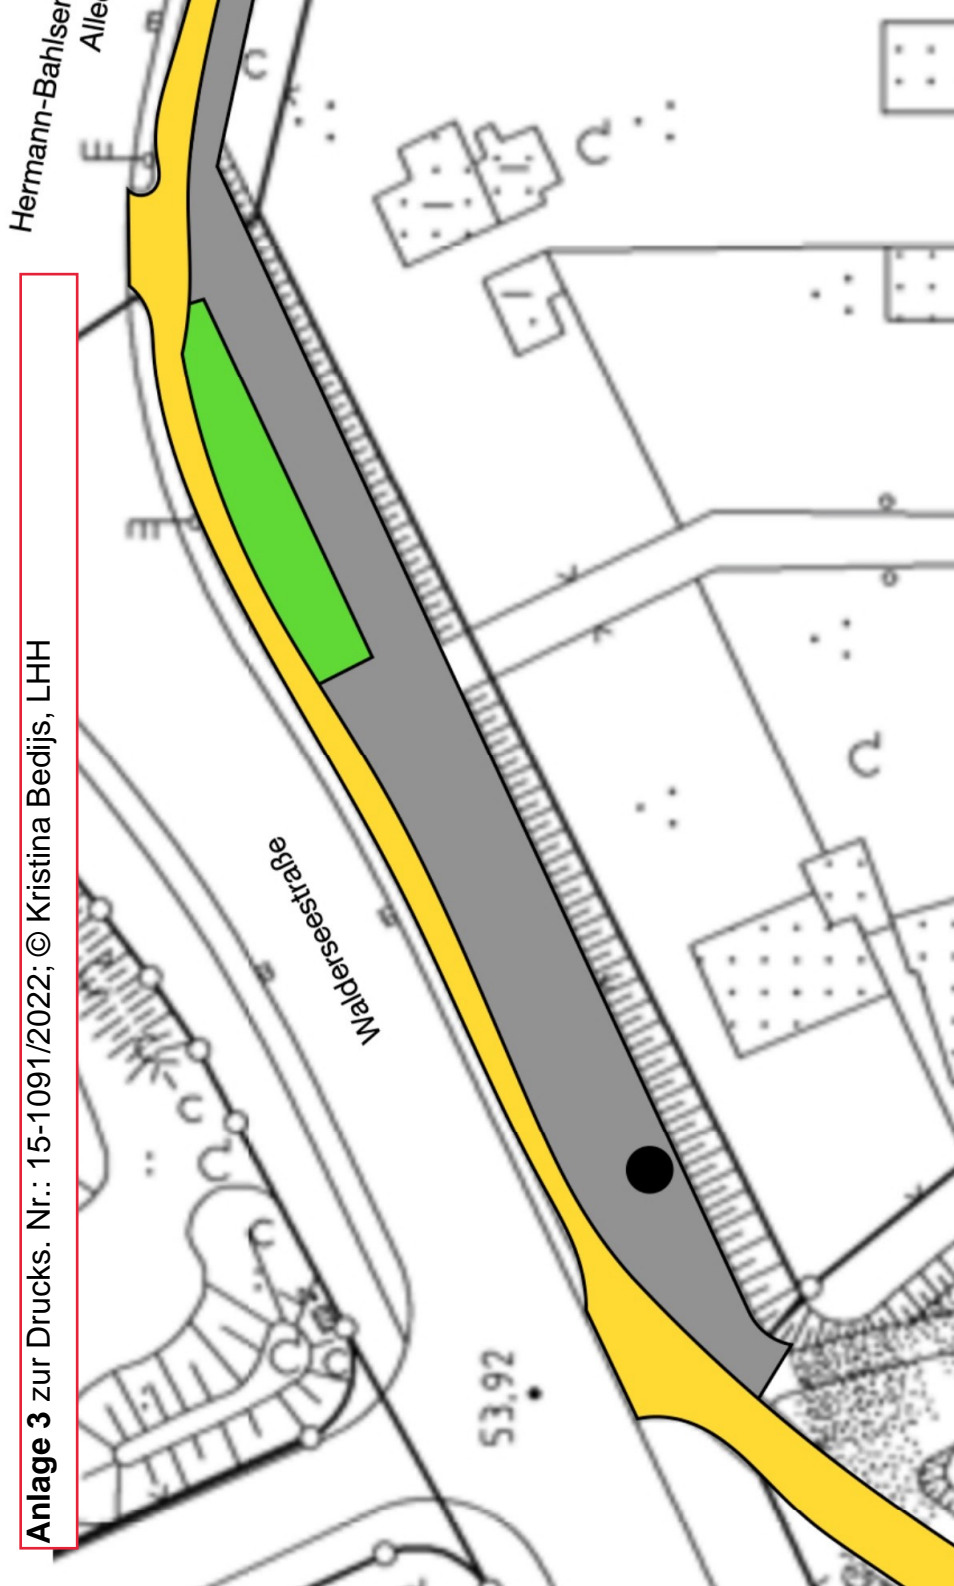 Hermann-Bahlsen
Allee
Anlage 3 zur Drucks. Nr.: 15-1091/2022; © Kristina Bedijs, LHH
Walderseestraße
53,92